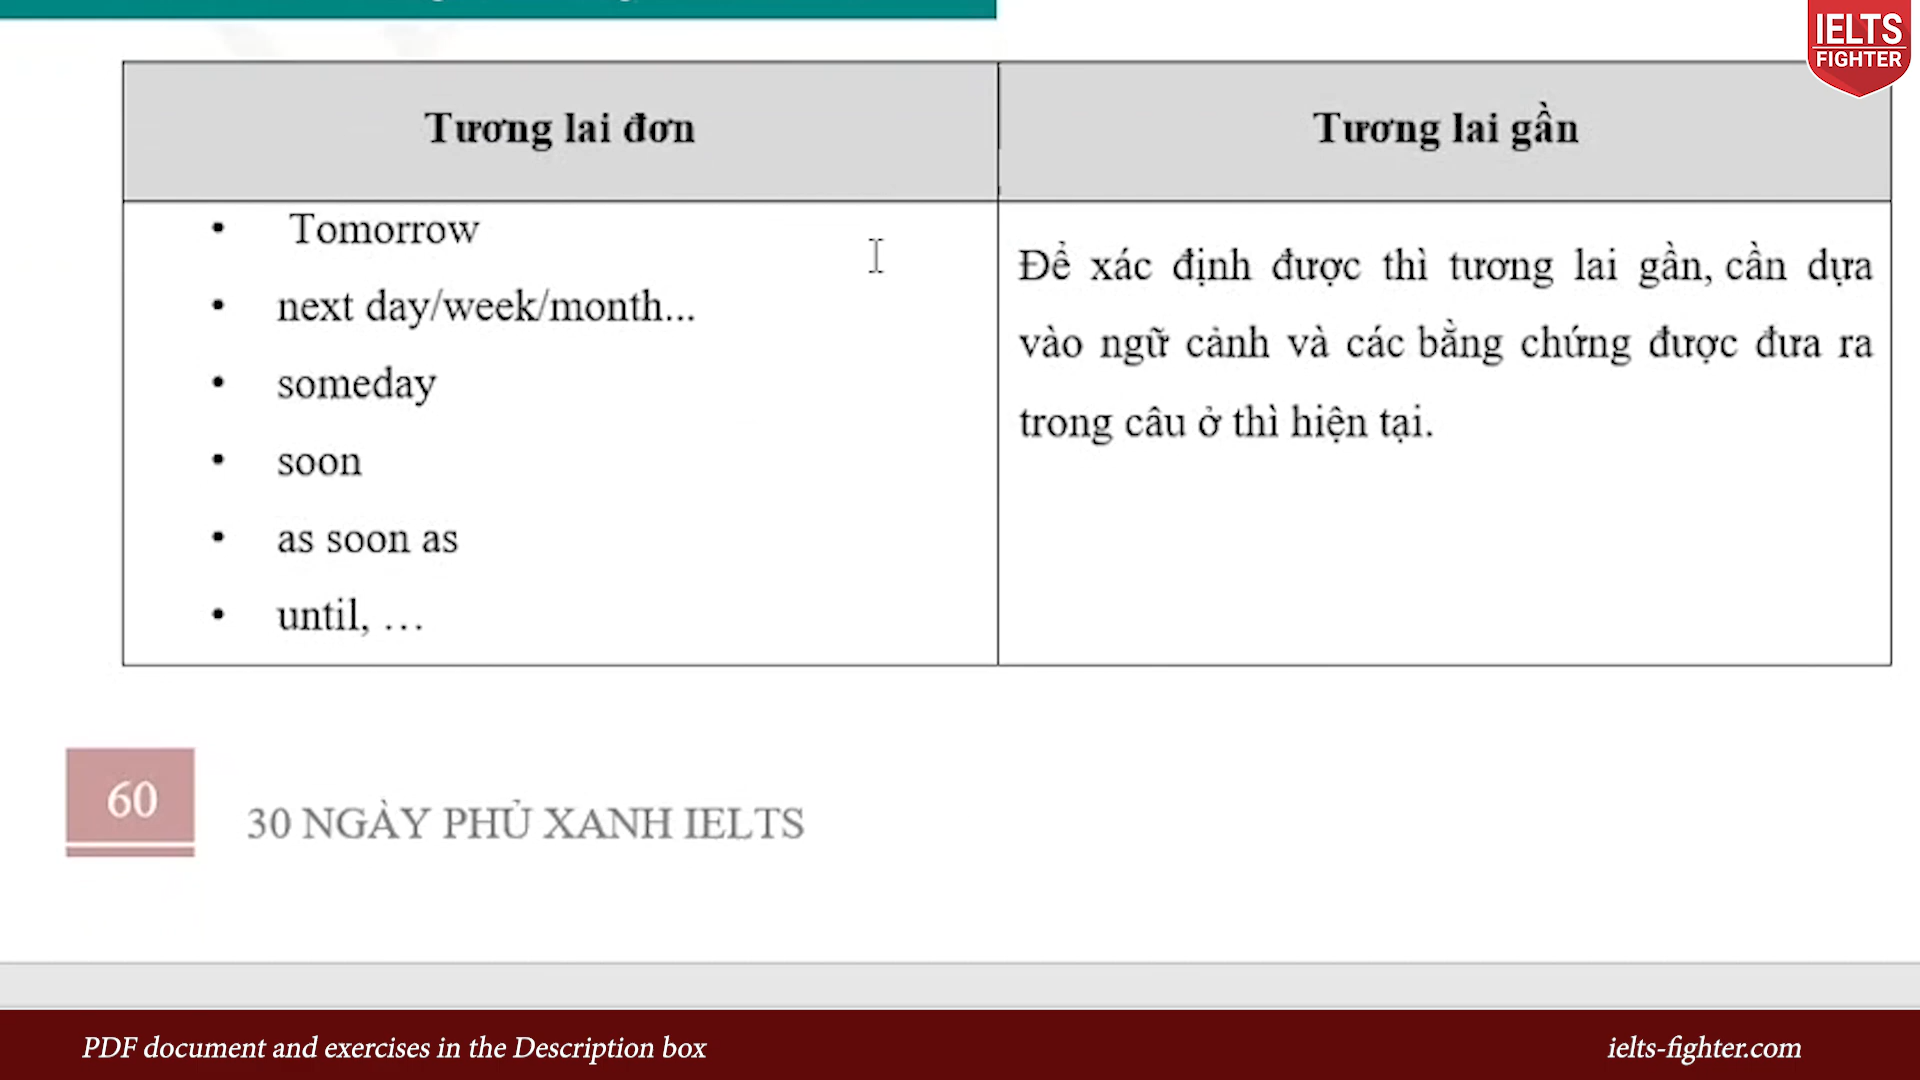 IELTS
FIGHTER
Tương lai đơn
Tương lai gần
• Tomorrow
• next day/week/month...
• someday
• soon
• as soon as
• until, …
Để xác định được thì tương lai gần, cần dựa
vào ngữ cảnh và các bằng chứng được đưa ra
trong câu ở thì hiện tại.
60
30 NGÀY PHỦ XANH IELTS
PDF document and exercises in the Description box
ielts-fighter.com